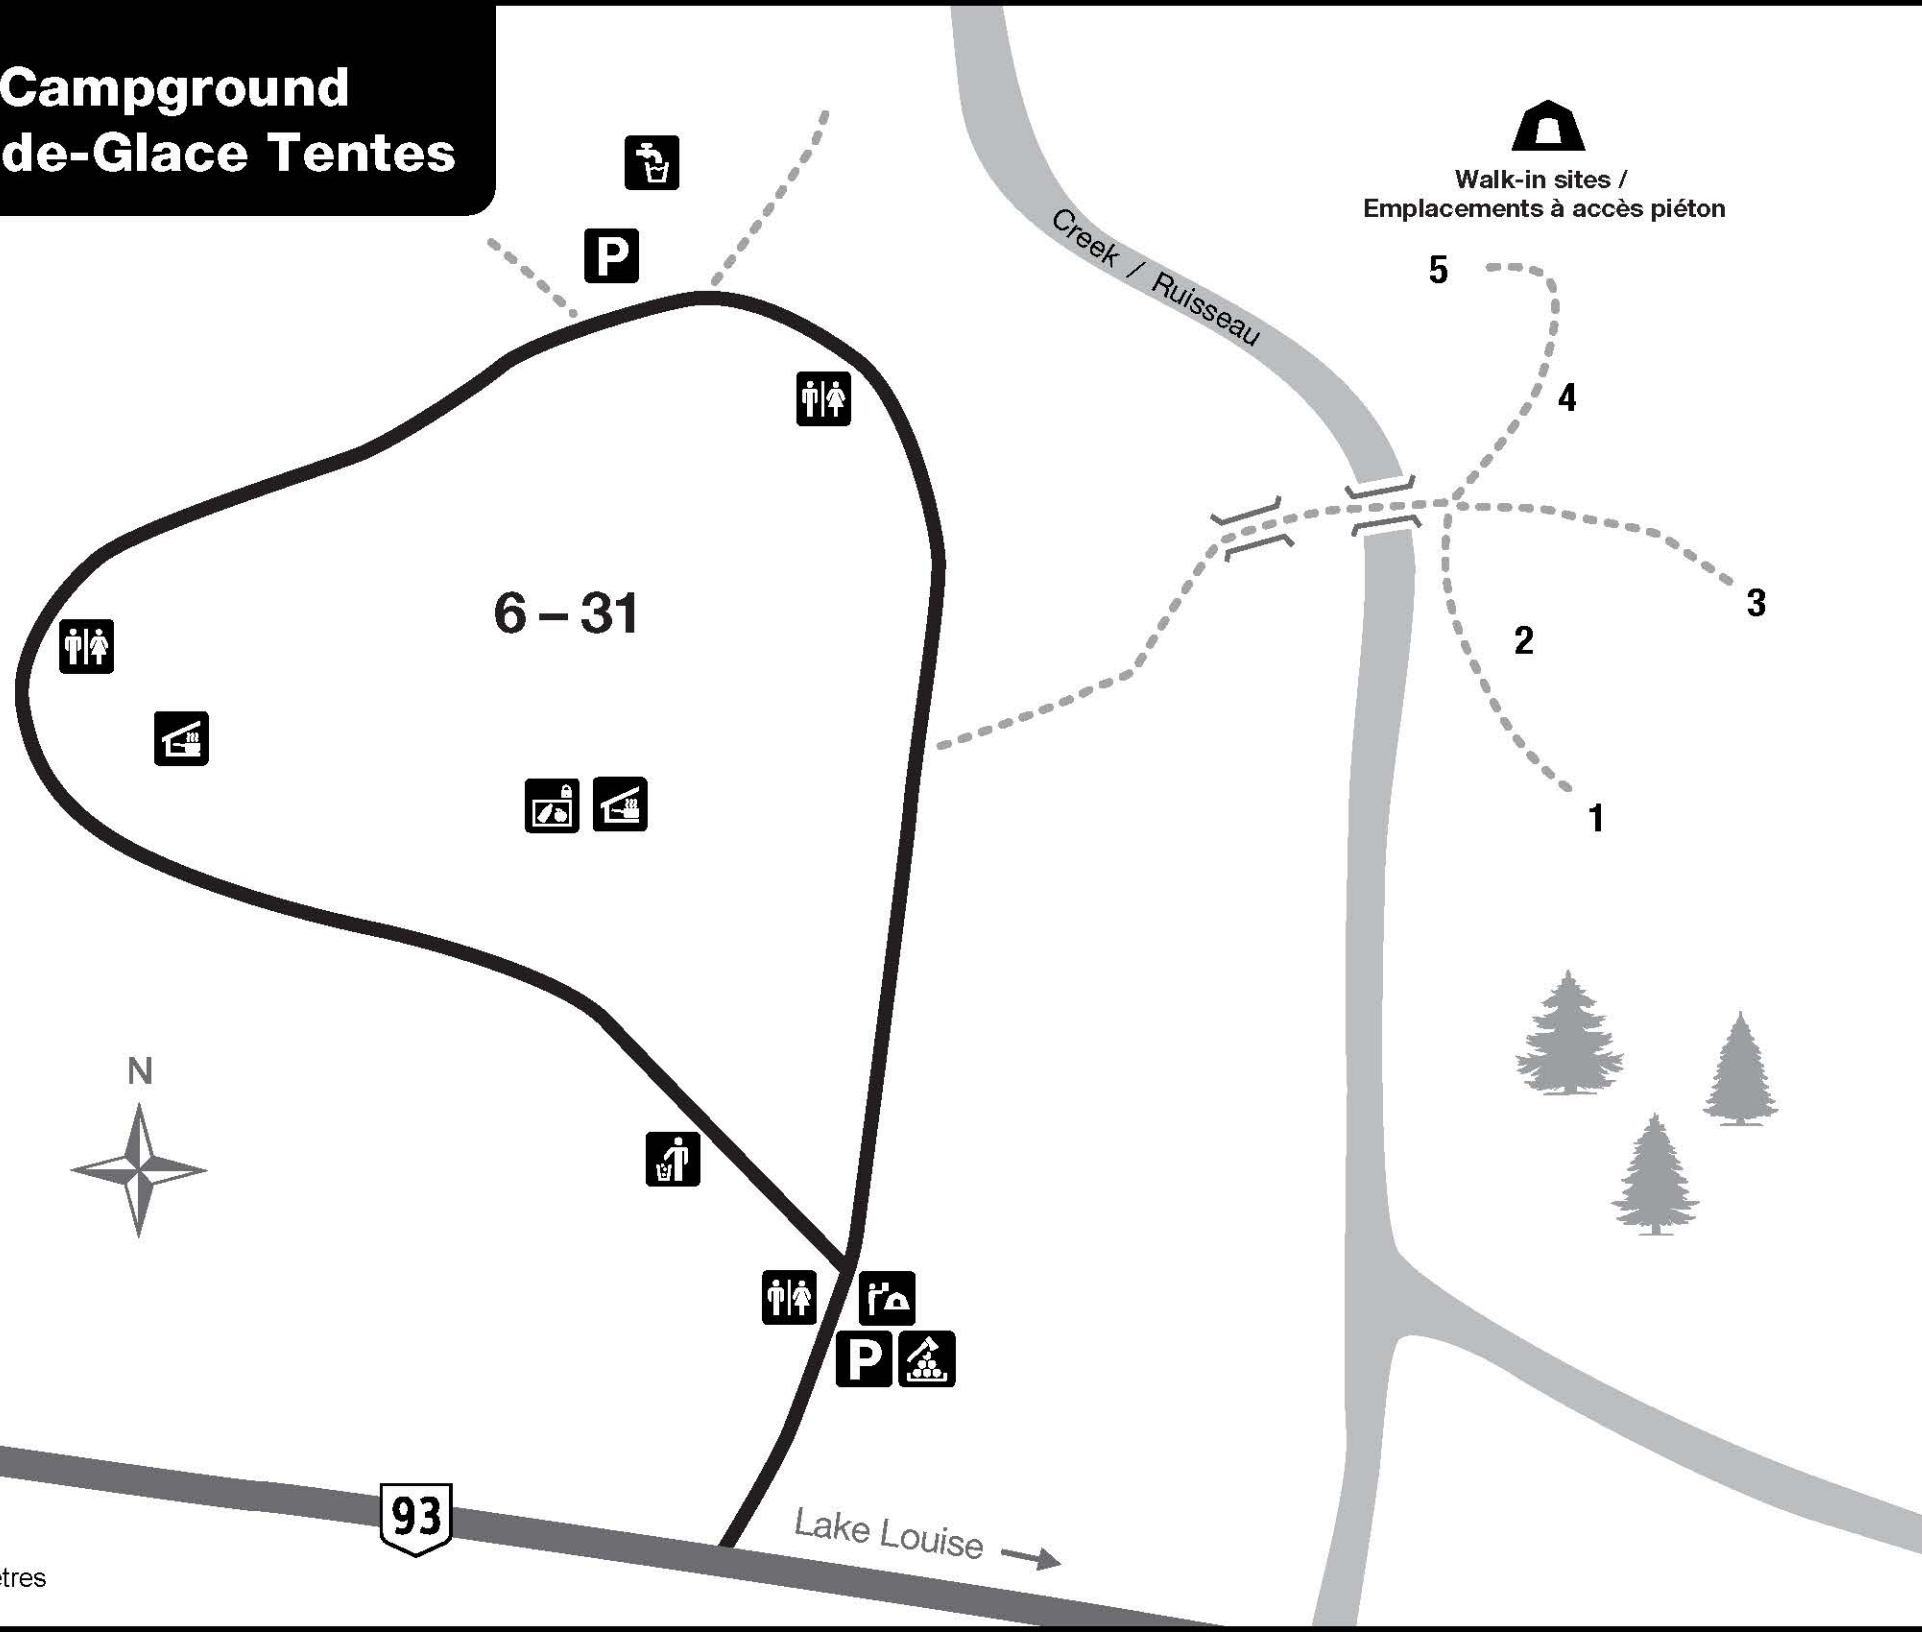 Campground
de-Glace Tentes
Walk-in sites /
Emplacements à accès piéton
P
Creek / Ruisseau
5
4
6 – 31
3
2
1
N
P
93
Lake Louise
ètres